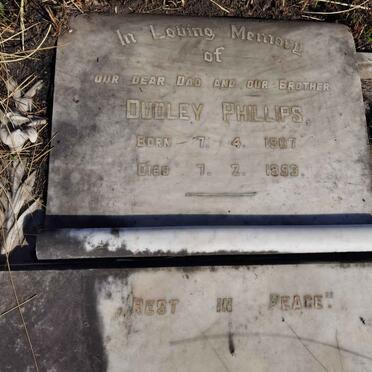 In Loving Memory
of
OUR DEAR DAD AND OUR BROTHER
DUDLEY PHILLIPS
BORN 7. 4. 1907
DIED 7. 2.
„REST IN PEACE".